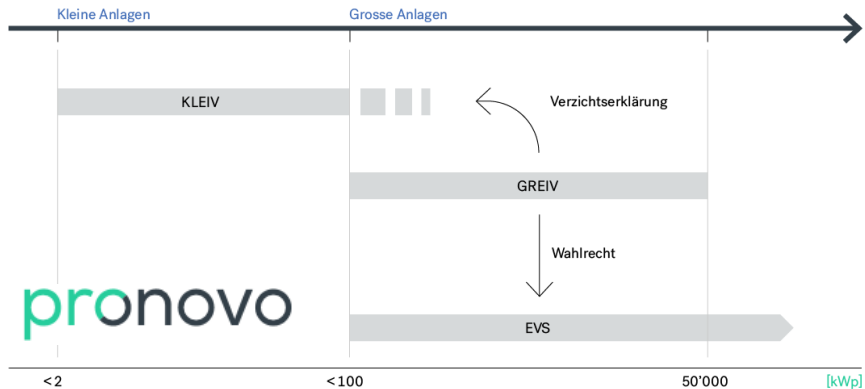 Kleine Anlagen
Grosse Anlagen
KLEIV
Verzichtserklärung
GREIV
Wahlrecht
pronovo
EVS
<2
<100
50'000
[kWp]